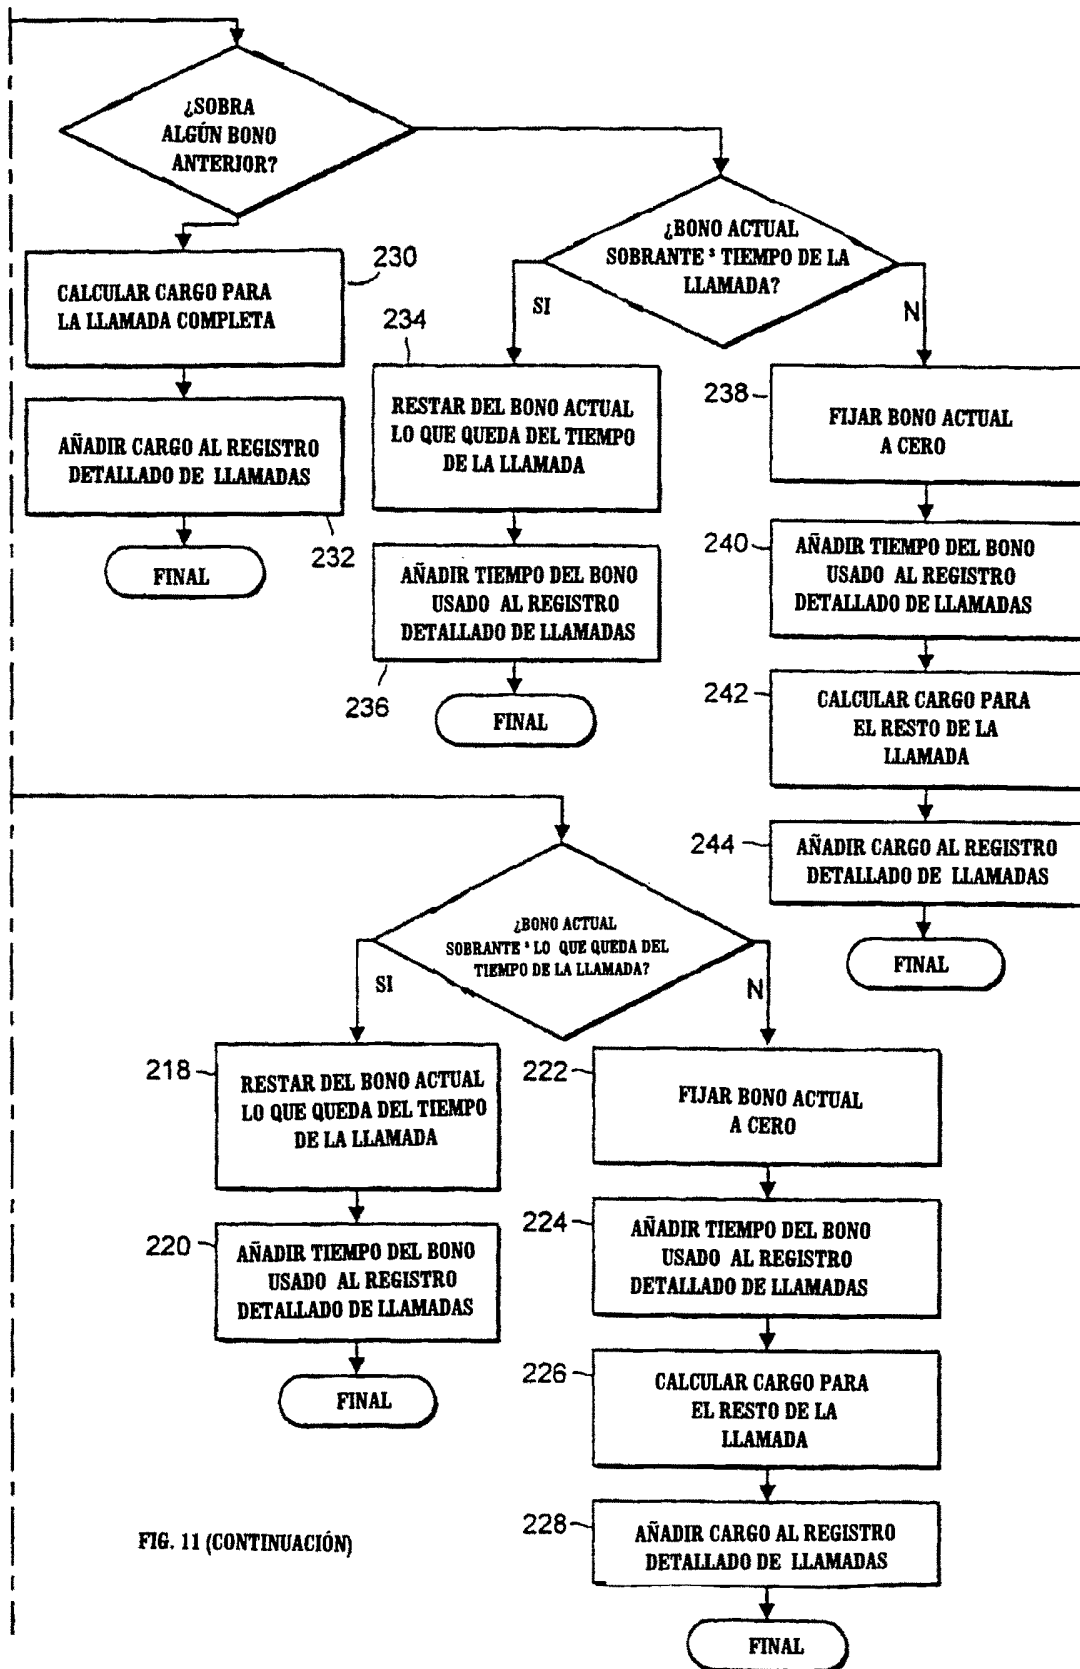 ¿SOBRA
ALGÚN BONO
ANTERJOR?
¿BONO ACTUAL
SOBRANTE ³ TIEMPO DE LA
LLAMADA?
SI
N
230
CALCULAR CARGO PARA
LA LLAMADA COMPLETA
AÑADIR CARGO AL REGISTRO
DETALLADO DE LLAMADAS
232
FINAL
234
RESTAR DEL BONO ACTUAL
LO QUE QUEDA DEL TIEMPO
DE LA LLAMADA
AÑADIR TIEMPO DEL BONO
USADO AL REGISTRO
DETALLADO DE LLAMADAS
236
FINAL
238
FIJAR BONO ACTUAL
A CERO
240
AÑADIR TIEMPO DEL BONO
USADO AL REGISTRO
DETALLADO DE LLAMADAS
242
CALCULAR CARGO PARA
EL RESTO DE LA
LLAMADA
244
AÑADIR CARGO AL REGISTRO
DETALLADO DE LLAMADAS
FINAL
¿BONO ACTUAL
SOBRANTE ³ LO QUE QUEDA DEL
TIEMPO DE LA LLAMADA?
SI
N
218
RESTAR DEL BONO ACTUAL
LO QUE QUEDA DEL TIEMPO
DE LA LLAMADA
220
AÑADIR TIEMPO DEL BONO
USADO AL REGISTRO
DETALLADO DE LLAMADAS
FINAL
222
FIJAR BONO ACTUAL
A CERO
224
AÑADIR TIEMPO DEL BONO
USADO AL REGISTRO
DETALLADO DE LLAMADAS
226
CALCULAR CARGO PARA
EL RESTO DE LA
LLAMADA
228
AÑADIR CARGO AL REGISTRO
DETALLADO DE LLAMADAS
FINAL
FIG. 11 (CONTINUACIÓN)